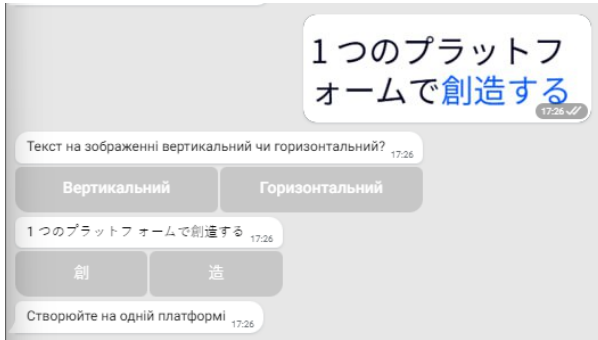 1 つのプラットフ
ォームで創造する
17:26
Текст на зображенні вертикальний чи горизонтальний? 17:26
Вертикальний Горизонтальний
1 つのプラットフ ォームで創造する 17:26
創 造
Створюйте на одній платформі 17:26